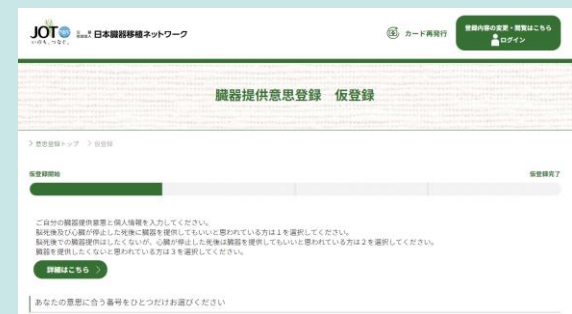 JOT
いのち、つなぐ。
日本臓器移植ネットワーク
カード再発行
登録内容の変更・閲覧はこちら
ログイン
臓器提供意思登録 仮登録
> 意思登録トップ > 仮登録
仮登録開始
仮登録完了
ご自分の臓器提供意思と個人情報を入力してください。
脳死後及び心臓が停止した死後に臓器を提供してもいいと思われている方は1を選択してください。
脳死後での臓器提供はしたくないが、心臓が停止した死後は臓器を提供してもいいと思われている方は2を選択してください。
臓器を提供したくないと思われている方は3を選択してください。
詳細はこちら >
あなたの意思に合う番号をひとつだけお選びください